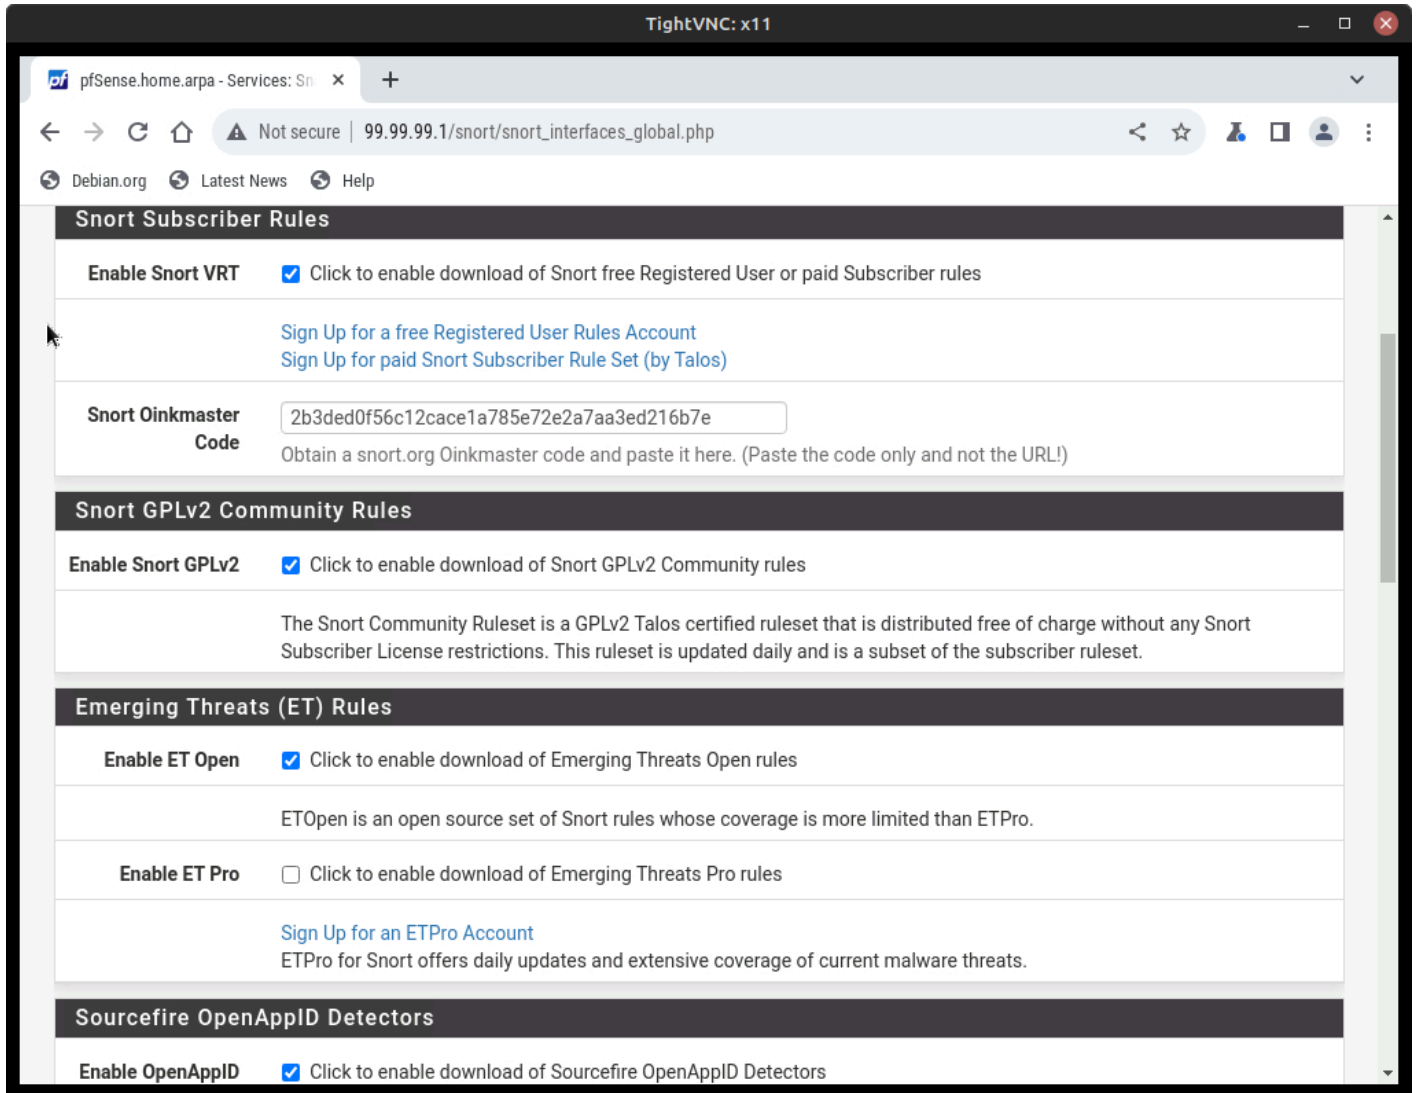 TightVNC: x11
pfSense.home.arpa - Services: Sn
Not secure 99.99.99.1/snort/snort_interfaces_global.php
Debian.org Latest News Help
Snort Subscriber Rules
Enable Snort VRT Click to enable download of Snort free Registered User or paid Subscriber rules
Sign Up for a free Registered User Rules Account
Sign Up for paid Snort Subscriber Rule Set (by Talos)
Snort Oinkmaster Code 2b3ded0f56c12cace1a785e72e2a7aa3ed216b7e
Obtain a snort.org Oinkmaster code and paste it here. (Paste the code only and not the URL!)
Snort GPLv2 Community Rules
Enable Snort GPLv2 Click to enable download of Snort GPLv2 Community rules
The Snort Community Ruleset is a GPLv2 Talos certified ruleset that is distributed free of charge without any Snort
Subscriber License restrictions. This ruleset is updated daily and is a subset of the subscriber ruleset.
Emerging Threats (ET) Rules
Enable ET Open Click to enable download of Emerging Threats Open rules
ETOpen is an open source set of Snort rules whose coverage is more limited than ETPro.
Enable ET Pro Click to enable download of Emerging Threats Pro rules
Sign Up for an ETPro Account
ETPro for Snort offers daily updates and extensive coverage of current malware threats.
Sourcefire OpenAppID Detectors
Enable OpenAppID Click to enable download of Sourcefire OpenAppID Detectors